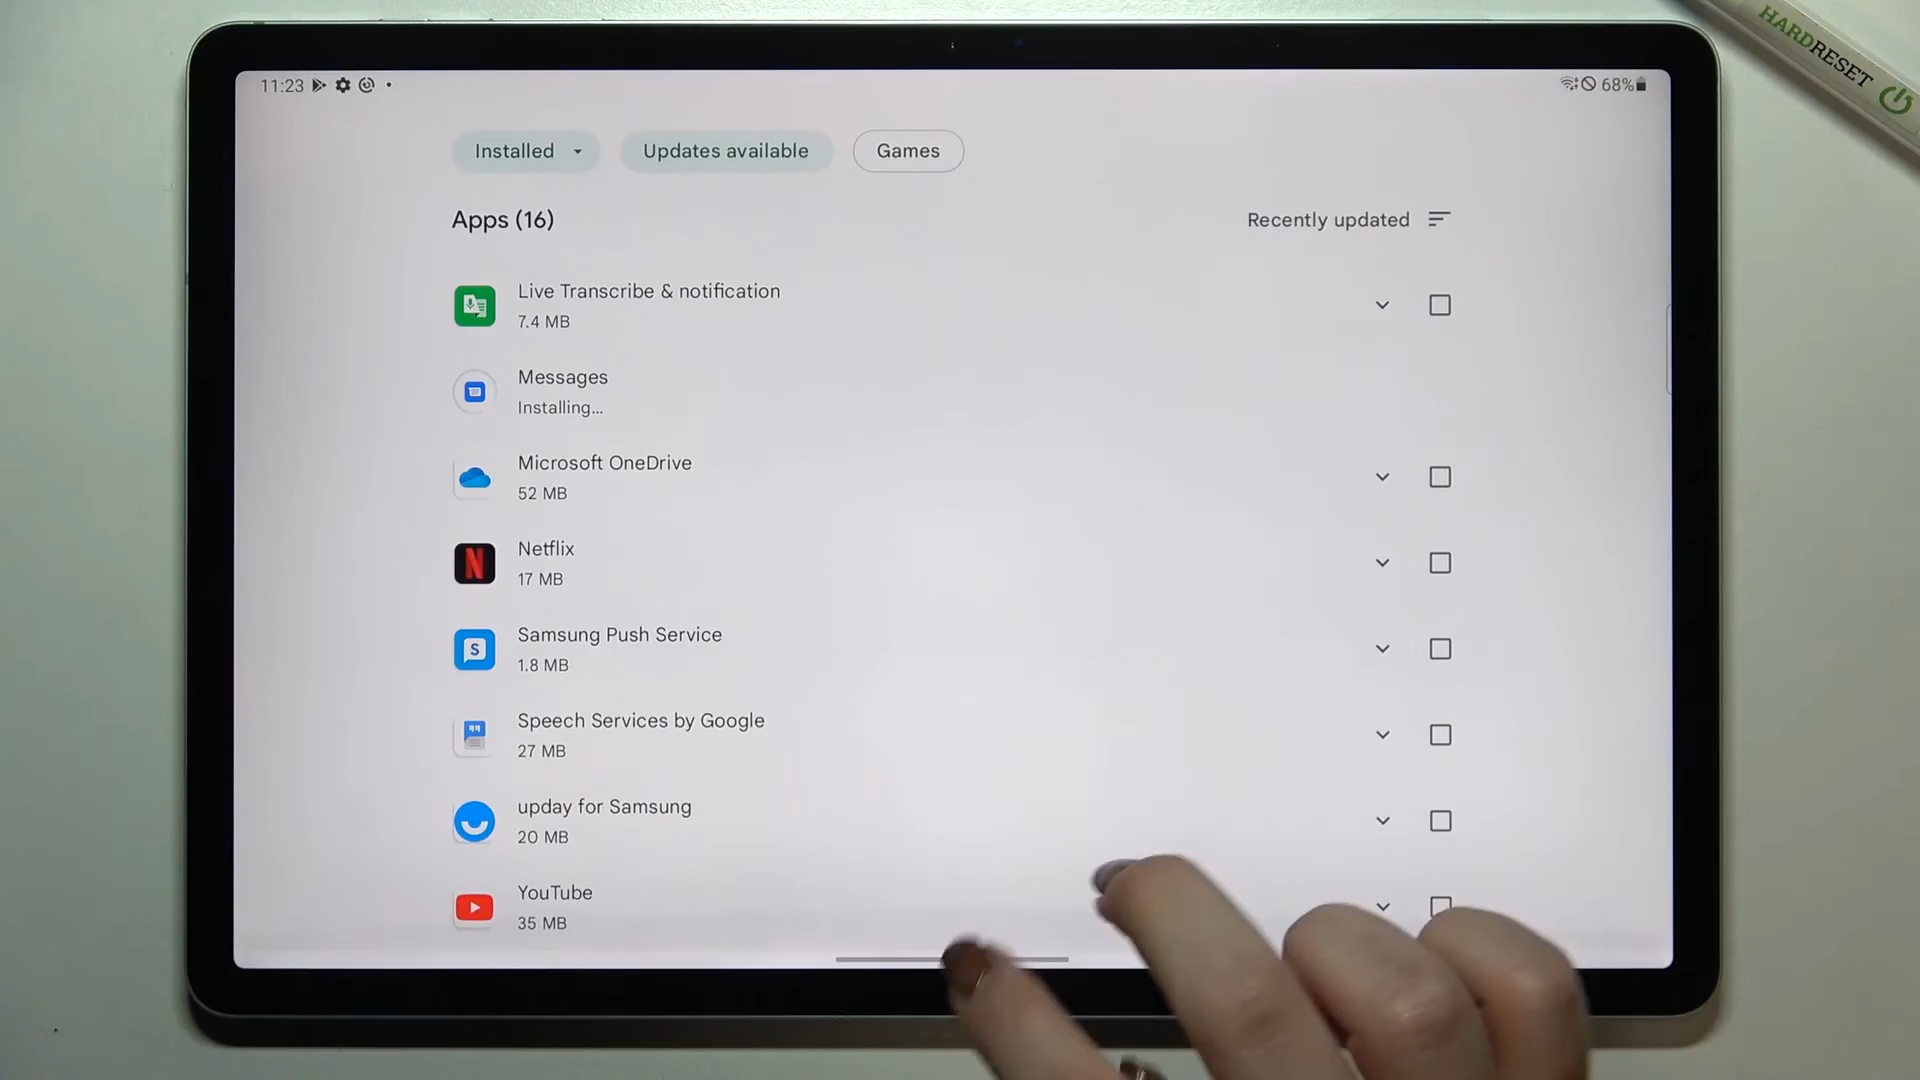 11:23
68%
HARDRESET
Installed
Updates available
Games
Apps (16)
Recently updated
Live Transcribe & notification
7.4 MB
Messages
Installing...
Microsoft OneDrive
52 MB
N
Netflix
17 MB
S
Samsung Push Service
1.8 MB
Speech Services by Google
27 MB
upday for Samsung
20 MB
YouTube
35 MB